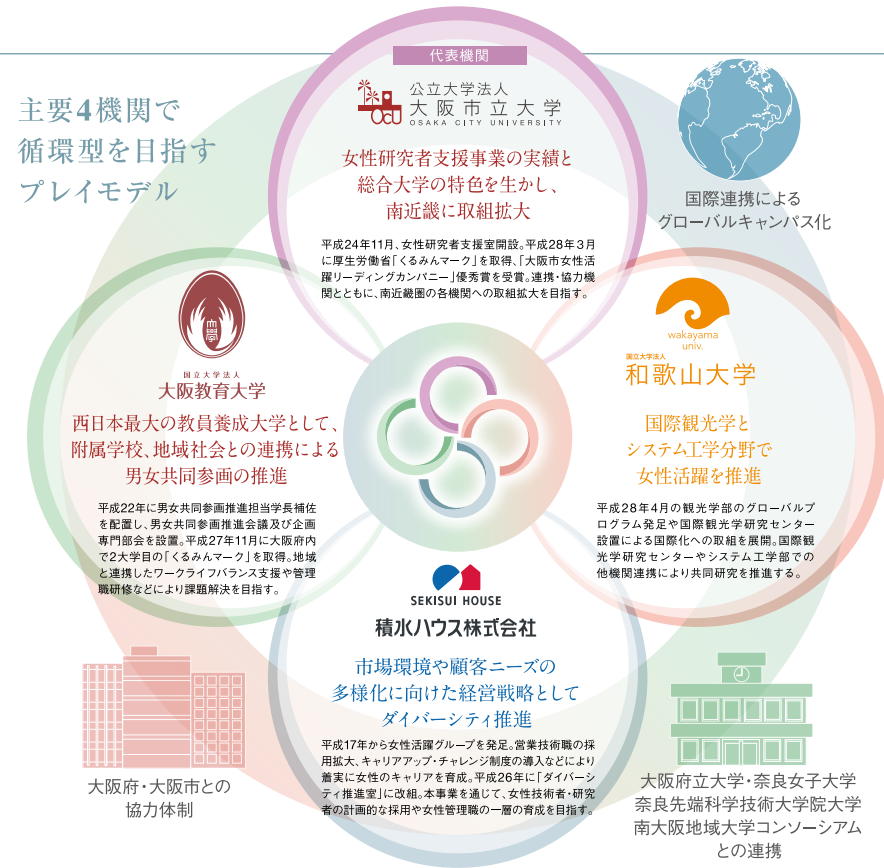 主要4機関で
循環型を目指す
プレイモデル
代表機関
公立大学法人
大阪市立大学
OSAKA CITY UNIVERSITY
OCU
女性研究者支援事業の実績と
総合大学の特色を生かし、
南近畿に取組拡大
平成24年11月、女性研究者支援室開設。平成28年3月
に厚生労働省「くるみんマーク」を取得、「大阪市女性活
躍リーディングカンパニー」優秀賞を受賞。連携・協力機
関とともに、南近畿圏の各機関への取組拡大を目指す。
国際連携による
グローバルキャンパス化
大學
国立大学法人
大阪教育大学
西日本最大の教員養成大学として、
附属学校、地域社会との連携による
男女共同参画の推進
平成22年に男女共同参画推進担当学長補佐
を配置し、男女共同参画推進会議及び企画
専門部会を設置。平成27年11月に大阪府内
で2大学目の「くるみんマーク」を取得。地域
と連携したワークライフバランス支援や管理
職研修などにより課題解決を目指す。
wakayama
univ.
国立大学法人
和歌山大学
国際観光学と
システム工学分野で
女性活躍を推進
平成28年4月の観光学部のグローバルプ
ログラム発足や国際観光学研究センター
設置による国際化への取組を展開。国際観
光学研究センターやシステム工学部での
他機関連携により共同研究を推進する。
SEKISUI HOUSE
積水ハウス株式会社
市場環境や顧客ニーズの
多様化に向けた経営戦略として
ダイバーシティ推進
平成17年から女性活躍グループを発足。営業技術職の採
用拡大、キャリアアップ・チャレンジ制度の導入などにより
着実に女性のキャリアを育成。平成26年に「ダイバーシ
ティ推進室」に改組。本事業を通じて、女性技術者・研究
者の計画的な採用や女性管理職の一層の育成を目指す。
大阪府・大阪市との
協力体制
大阪府立大学・奈良女子大学
奈良先端科学技術大学院大学
南大阪地域大学コンソーシアム
との連携